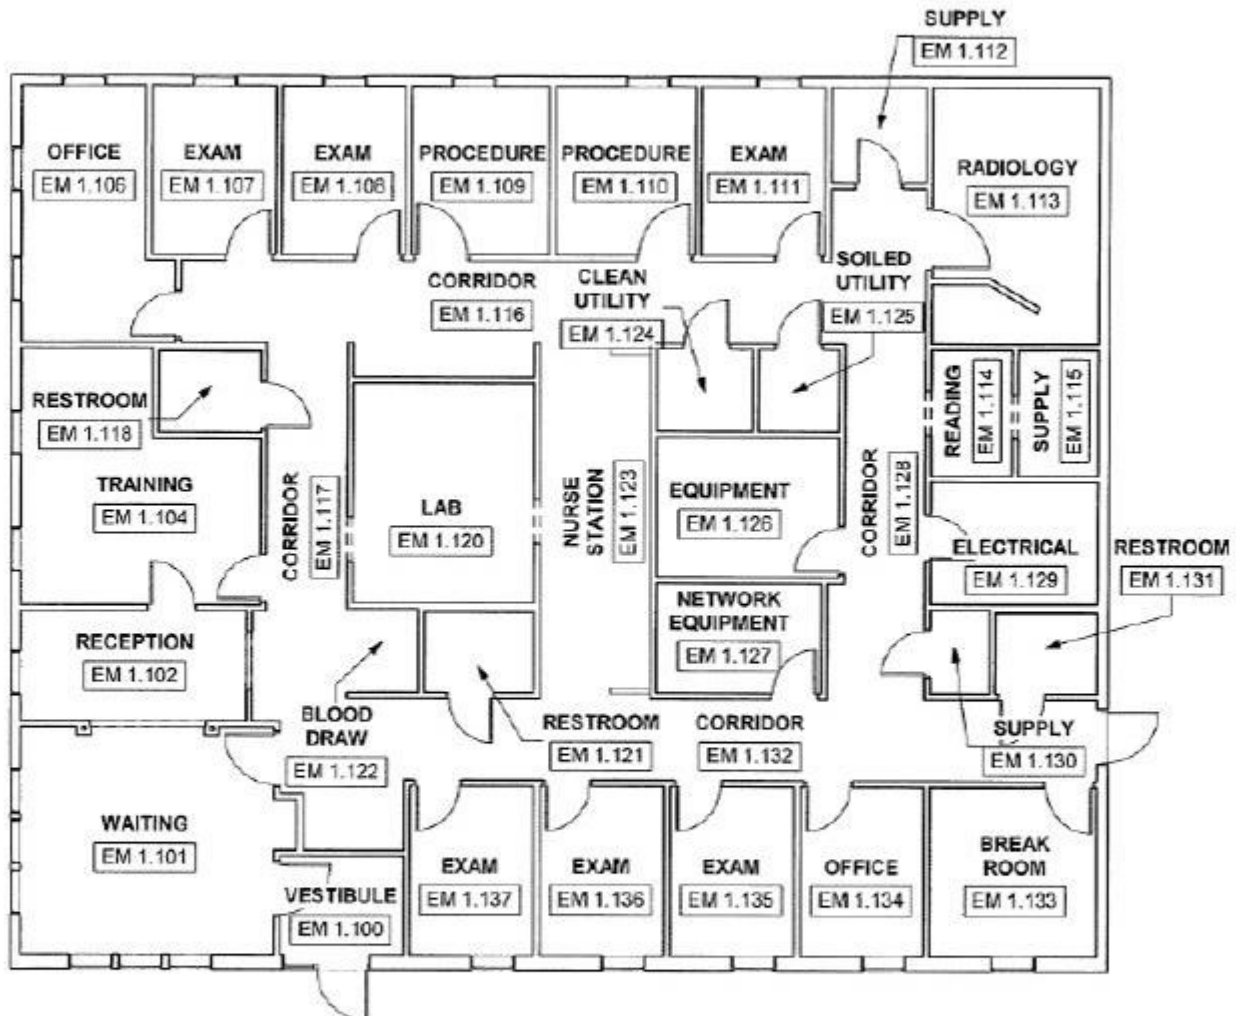 SUPPLY
EM 1.112
OFFICE
EM 1.106
EXAM
EM 1.107
EXAM
EM 1.108
PROCEDURE
EM 1.109
PROCEDURE
EM 1.110
EXAM
EM 1.111
RADIOLOGY
EM 1.113
CORRIDOR
EM 1.116
CLEAN
UTILITY
EM 1.124
SOILED
UTILITY
EM 1.125
RESTROOM
EM 1.118
READING
EM 1.114
SUPPLY
EM 1.115
TRAINING
EM 1.104
CORRIDOR
EM 1.117
LAB
EM 1.120
NURSE
STATION
EM 1.123
EQUIPMENT
EM 1.126
CORRIDOR
EM 1.128
ELECTRICAL
EM 1.129
RESTROOM
EM 1.131
RECEPTION
EM 1.102
NETWORK
EQUIPMENT
EM 1.127
BLOOD
DRAW
EM 1.122
RESTROOM
EM 1.121
CORRIDOR
EM 1.132
SUPPLY
EM 1.130
WAITING
EM 1.101
VESTIBULE
EM 1.100
EXAM
EM 1.137
EXAM
EM 1.136
EXAM
EM 1.135
OFFICE
EM 1.134
BREAK
ROOM
EM 1.133